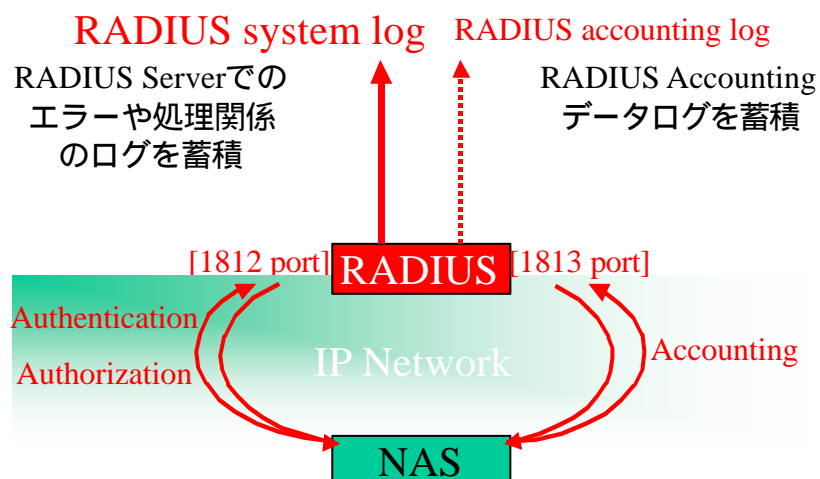 RADIUS system log
RADIUS accounting log
RADIUS Serverでの
エラーや処理関係
のログを蓄積
RADIUS Accounting
データログを蓄積
[1812 port]
RADIUS
[1813 port]
Authentication
Authorization
IP Network
Accounting
NAS